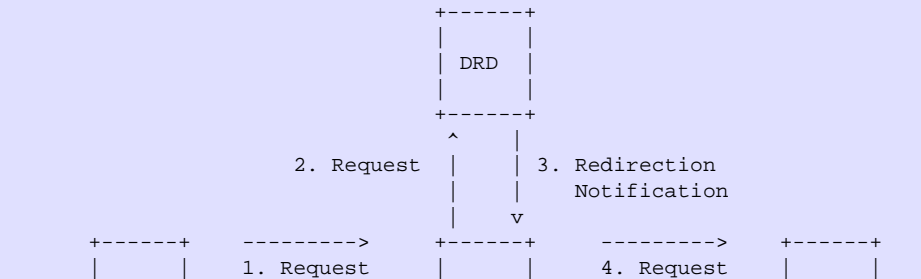 DRD
2. Request 3. Redirection
Notification
1. Request 4. Request